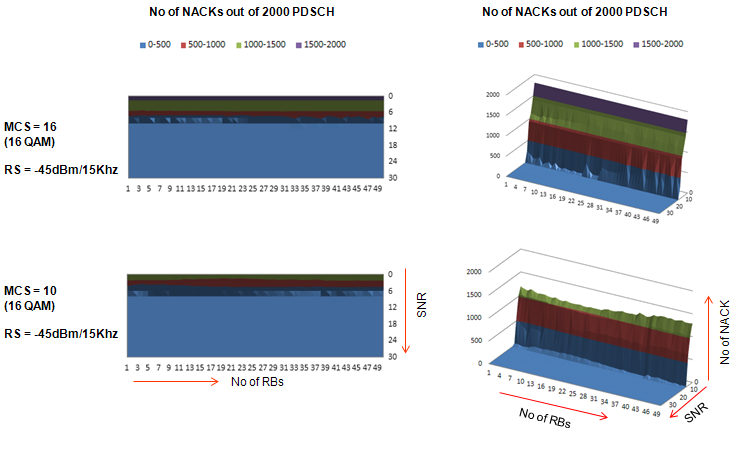 No of NACKs out of 2000 PDSCH
No of NACKs out of 2000 PDSCH
0-500 500-1000 1000-1500 1500-2000
0-500 500-1000 1000-1500 1500-2000
MCS = 16
(16 QAM)
RS = -45dBm/15Khz
0
6
12
18
24
30
1 3 5 7 9 11 13 15 17 19 21 23 25 27 29 31 33 35 37 39 41 43 45 47 49
2000
1500
1000
500
0
1 4 7 10 13 16 19 22 25 28 31 34 37 40 43 46 49
0
10
20
30
MCS = 10
(16 QAM)
RS = -45dBm/15Khz
0
6
12
18
24
30
SNR
1 3 5 7 9 11 13 15 17 19 21 23 25 27 29 31 33 35 37 39 41 43 45 47 49
No of RBs
2000
1500
1000
500
0
1 4 7 10 13 16 19 22 25 28 31 34 37 40 43 46 49
0
10
20
30
No of NACK
SNR
No of RBs